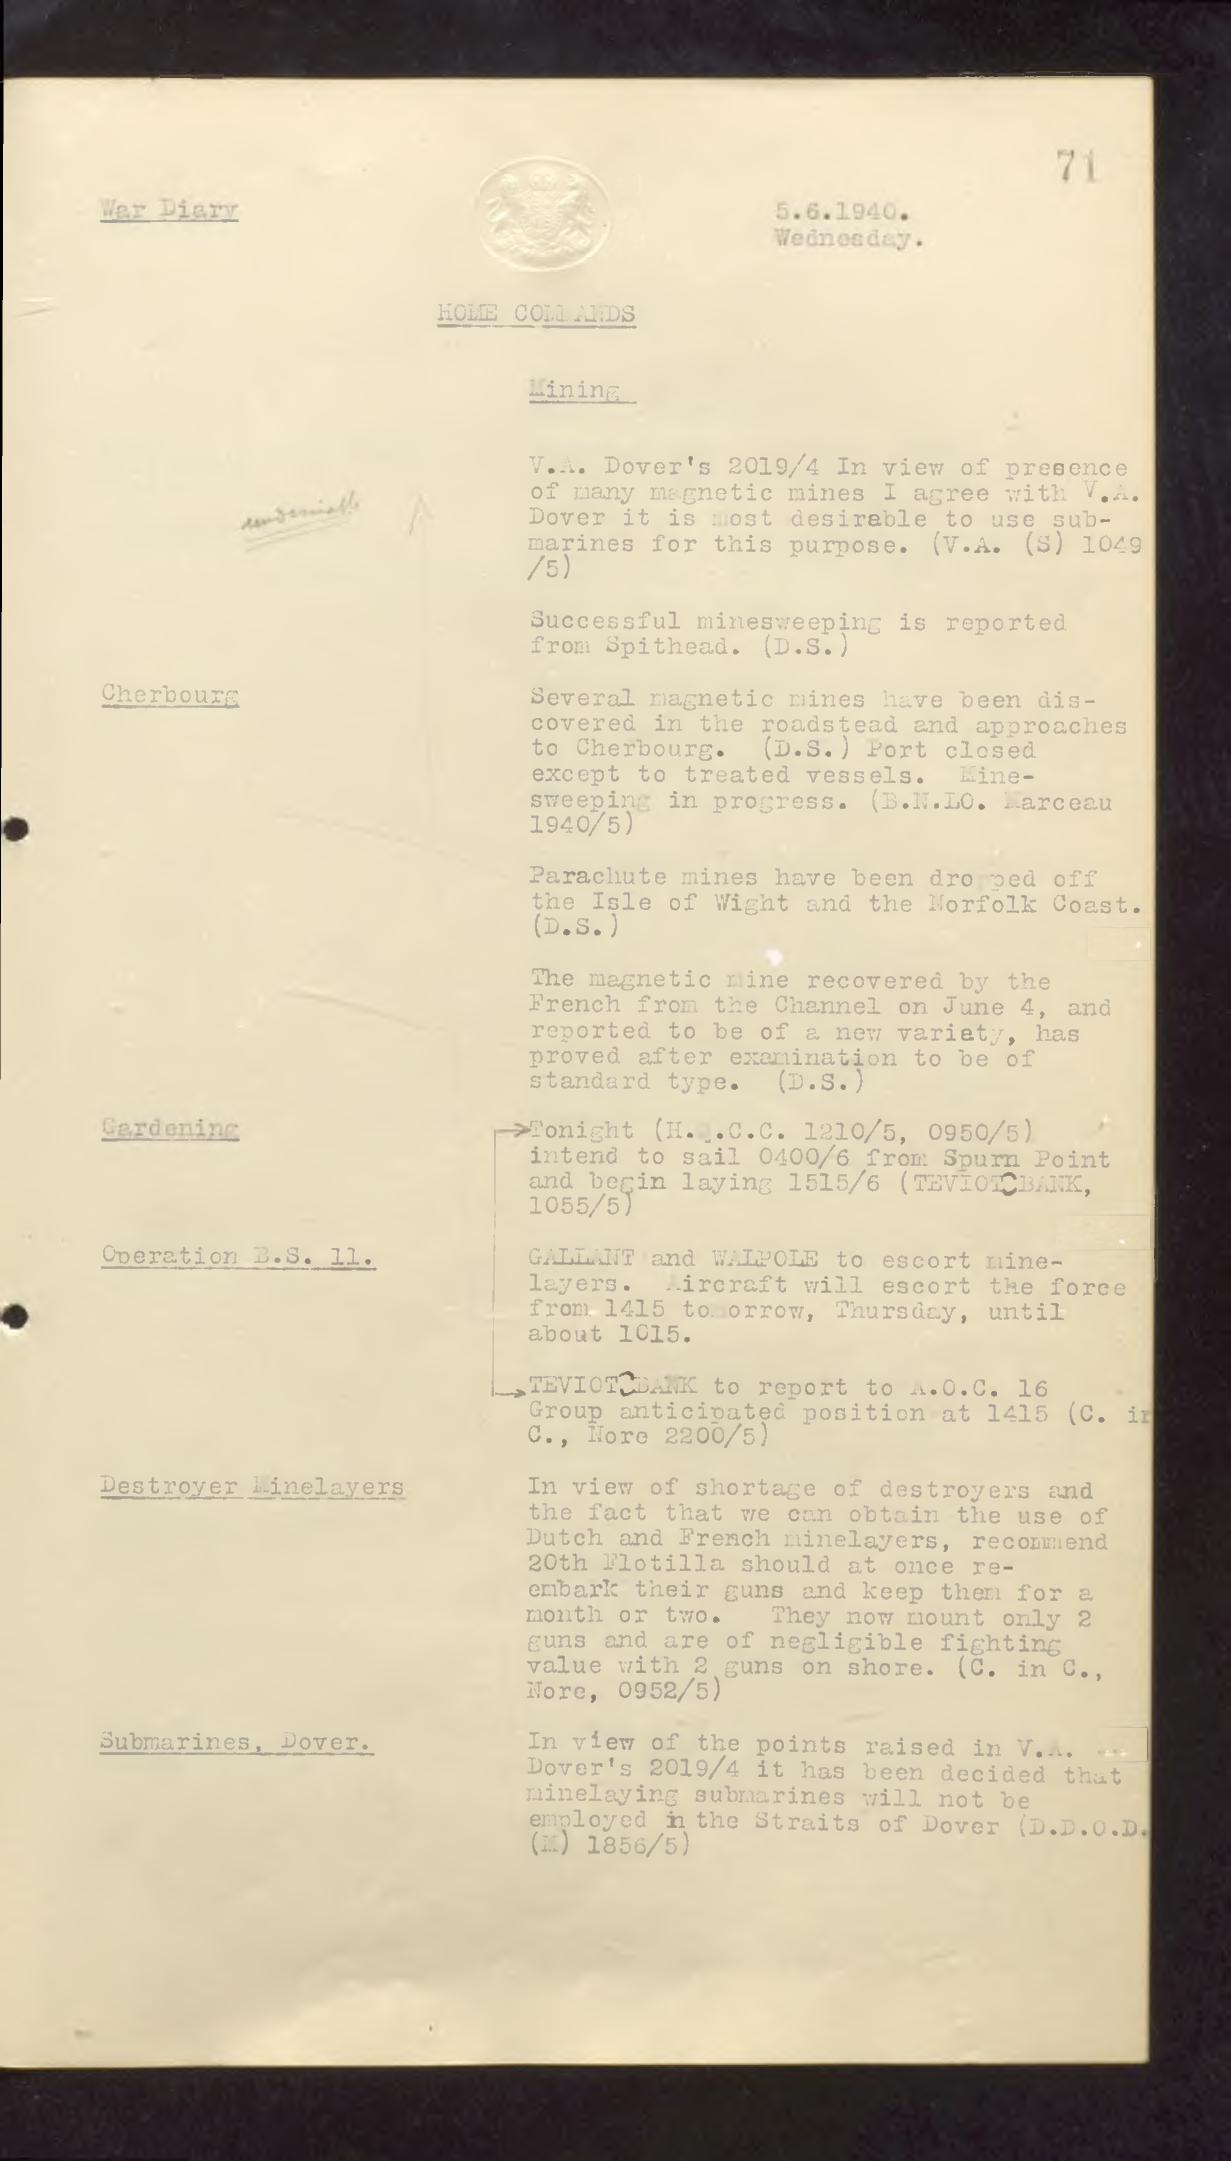 71
War Diary
5.6.1940.
Wednesday.
HOME COMMANDS
Mining
V.A. Dover's 2019/4 In view of presence
of many magnetic mines I agree with V.A.
Dover it is most desirable to use sub-
marines for this purpose. (V.A. (S) 1049
/5)
undesirable
Successful minesweeping is reported
from Spithead. (D.S.)
Cherbourg
Several magnetic mines have been dis-
covered in the roadstead and approaches
to Cherbourg. (D.S.) Port closed
except to treated vessels. Mine-
sweeping in progress. (B.N.LO. Marceau
1940/5)
Parachute mines have been dropped off
the Isle of Wight and the Norfolk Coast.
(D.S.)
The magnetic mine recovered by the
French from the Channel on June 4, and
reported to be of a new variety, has
proved after examination to be of
standard type. (D.S.)
Gardening
Tonight (H. .C.C. 1210/5, 0950/5)
intend to sail 0400/6 from Spurn Point
and begin laying 1515/6 (TEVIOTBANK,
1055/5)
Operation B.S. 11.
GALLANT and WALPOLE to escort mine-
layers. Aircraft will escort the force
from 1415 tomorrow, Thursday, until
about 1615.
TEVIOTBANK to report to A.O.C. 16
Group anticipated position at 1415 (C. in
C., Nore 2200/5)
Destroyer Minelayers
In view of shortage of destroyers and
the fact that we can obtain the use of
Dutch and French minelayers, recommend
20th Flotilla should at once re-
embark their guns and keep them for a
month or two. They now mount only 2
guns and are of negligible fighting
value with 2 guns on shore. (C. in C.,
Nore, 0952/5)
Submarines, Dover.
In view of the points raised in V.A.
Dover's 2019/4 it has been decided that
minelaying submarines will not be
employed in the Straits of Dover (D.D.O.D.
(M) 1856/5)